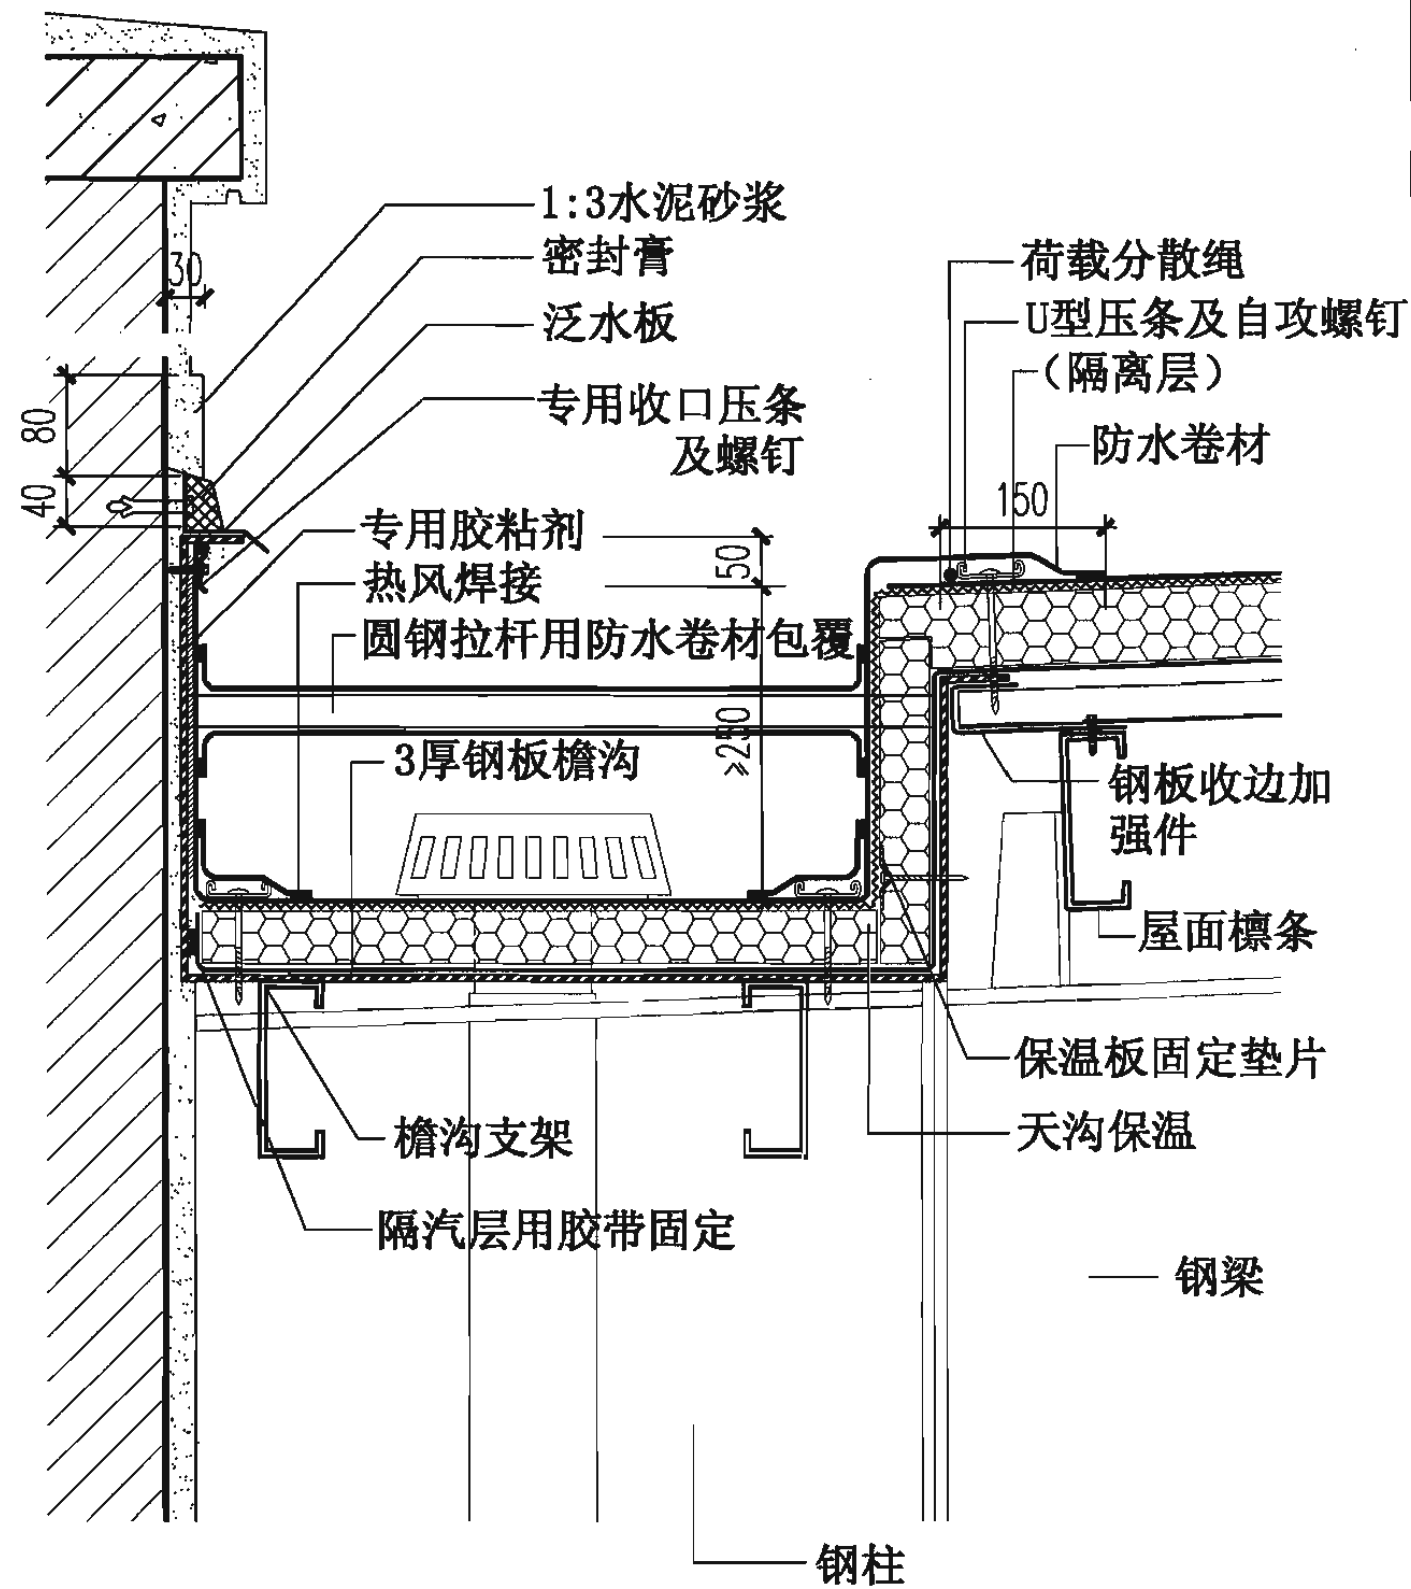 1:3水泥砂浆
密封膏
泛水板
专用收口压条
及螺钉
荷载分散绳
U型压条及自攻螺钉
(隔离层)
防水卷材
30
80
40
150
专用胶粘剂
50
热风焊接
圆钢拉杆用防水卷材包覆
≥250
3厚钢板檐沟
钢板收边加
强件
屋面檩条
保温板固定垫片
天沟保温
檐沟支架
隔汽层用胶带固定
钢梁
钢柱